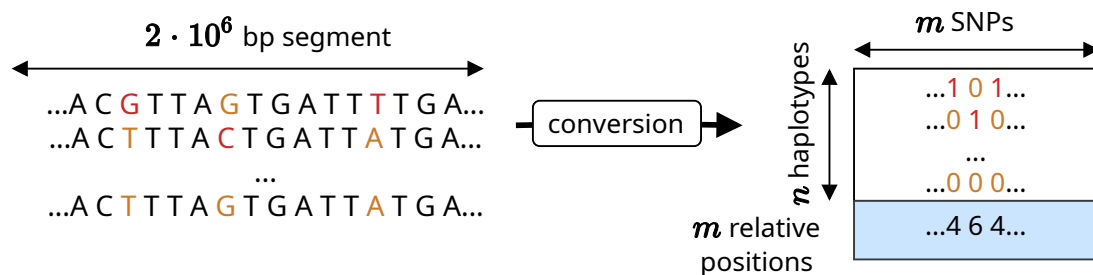 2 · 10⁶ bp segment
...A C G T T A G T G A T T T T G A...
...A C T T T A C T G A T T A T G A...
...
...A C T T T A G T G A T T A T G A...
conversion
m SNPs
n haplotypes
...1 0 1...
...0 1 0...
...
...0 0 0...
m relative
positions
...4 6 4...